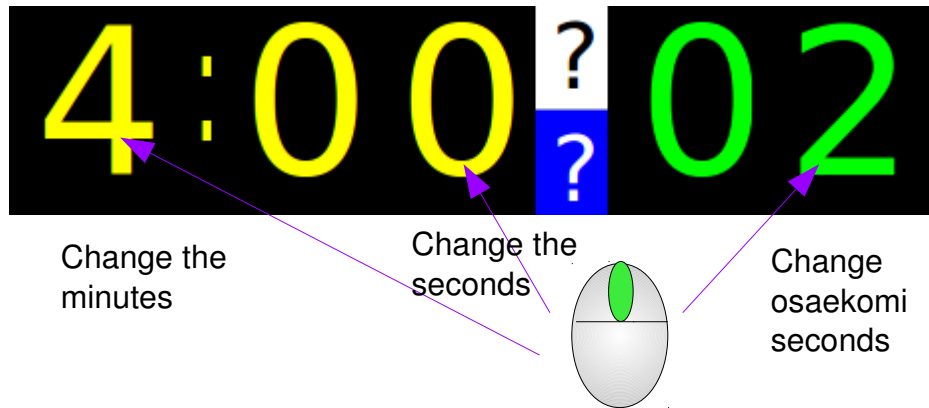 4:00 ? 02
?
Change the
minutes
Change the
seconds
Change
osaekomi
seconds